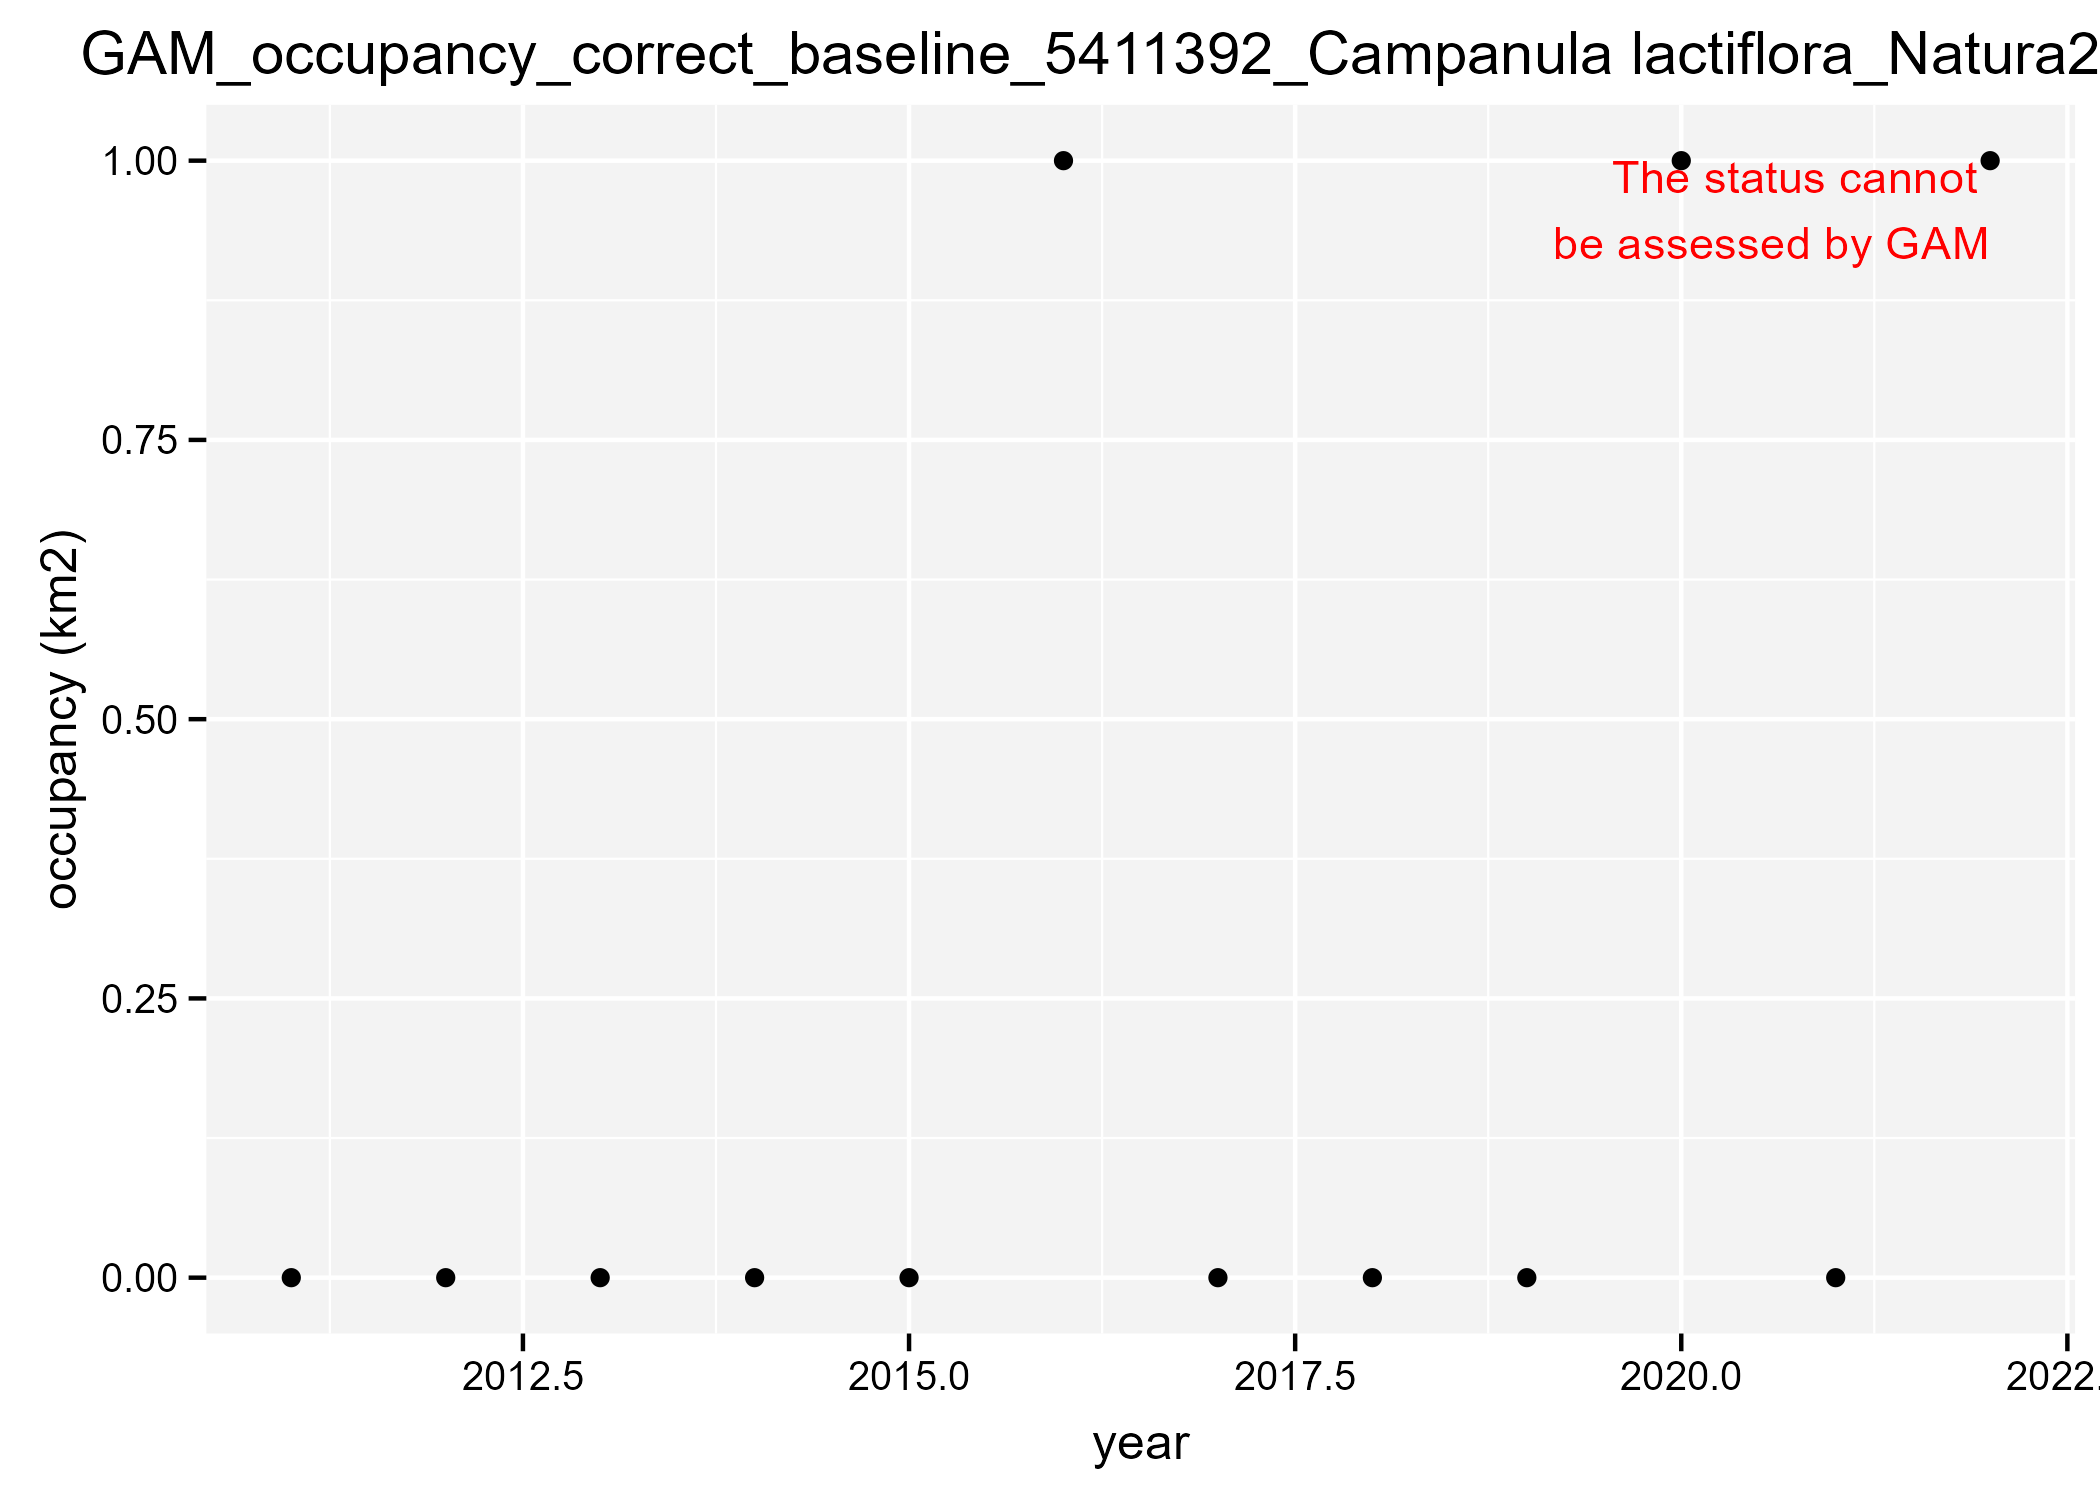 GAM_occupancy_correct_baseline_5411392_Campanula lactiflora_Natura2
1.00
The status cannot
be assessed by GAM
0.75
occupancy (km2)
0.50
0.25
0.00
2012.5 2015.0 2017.5 2020.0 2022.
year